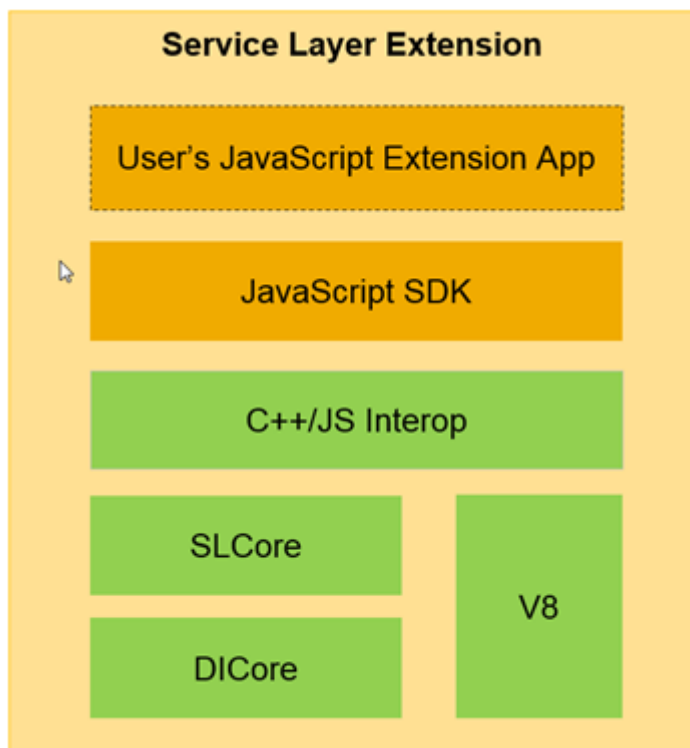 Service Layer Extension
User’s JavaScript Extension App
JavaScript SDK
C++/JS Interop
SLCore
V8
DICore